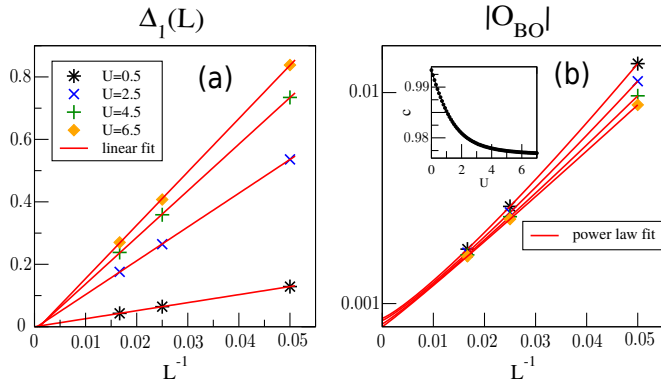 Δ₁(L)
|O_BO|
0.8
0.6
0.4
0.2
0
(a)
U=0.5
U=2.5
U=4.5
U=6.5
linear fit
0 0.01 0.02 0.03 0.04 0.05
L⁻¹
0.01
0.001
(b)
0.99
0.98
c
0 2 4 6
U
power law fit
0 0.01 0.02 0.03 0.04 0.05
L⁻¹